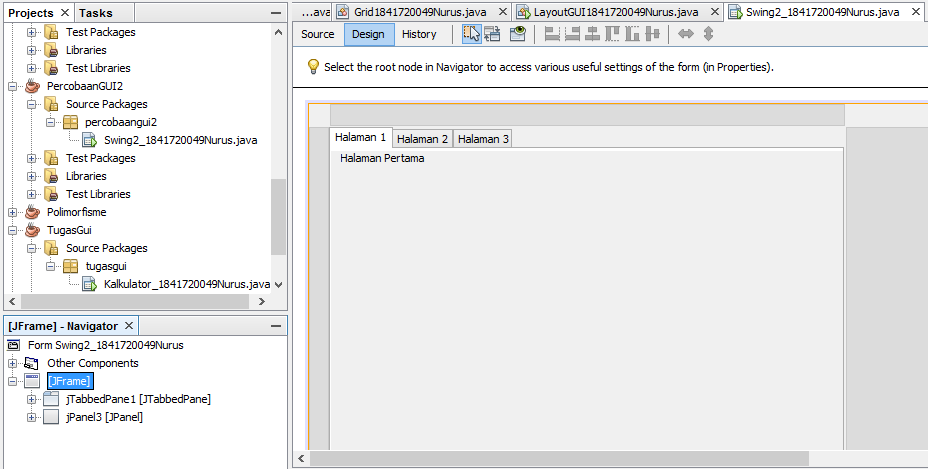 Projects
Tasks
Test Packages
Libraries
Test Libraries
PercobaanGUI2
Source Packages
percobaangui2
Swing2_1841720049Nurus.java
Test Packages
Libraries
Test Libraries
Polimorfisme
TugasGui
Source Packages
tugasgui
Kalkulator_1841720049Nurus.java
[JFrame] - Navigator
Form Swing2_1841720049Nurus
Other Components
[JFrame]
jTabbedPane1 [JTabbedPane]
jPanel3 [JPanel]
...ava
Grid1841720049Nurus.java
LayoutGUI1841720049Nurus.java
Swing2_1841720049Nurus.java
Source
Design
History
Select the root node in Navigator to access various useful settings of the form (in Properties).
Halaman 1
Halaman 2
Halaman 3
Halaman Pertama